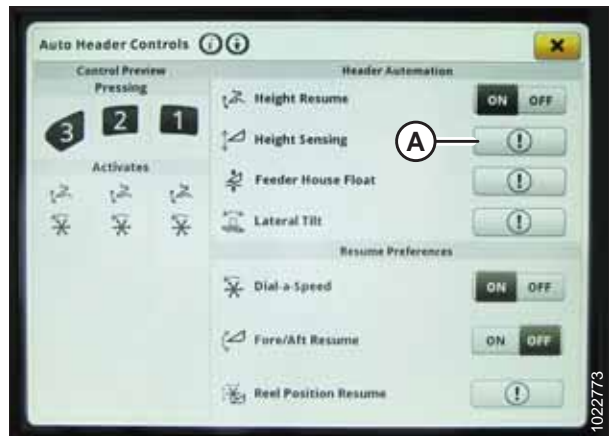 Auto Header Controls
Control Preview
Pressing
3 2 1
Activates
Header Automation
Height Resume ON OFF
Height Sensing A
Feeder House Float
Lateral Tilt
Resume Preferences
Dial-a-Speed ON OFF
Fore/Aft Resume ON OFF
Reel Position Resume
1022773